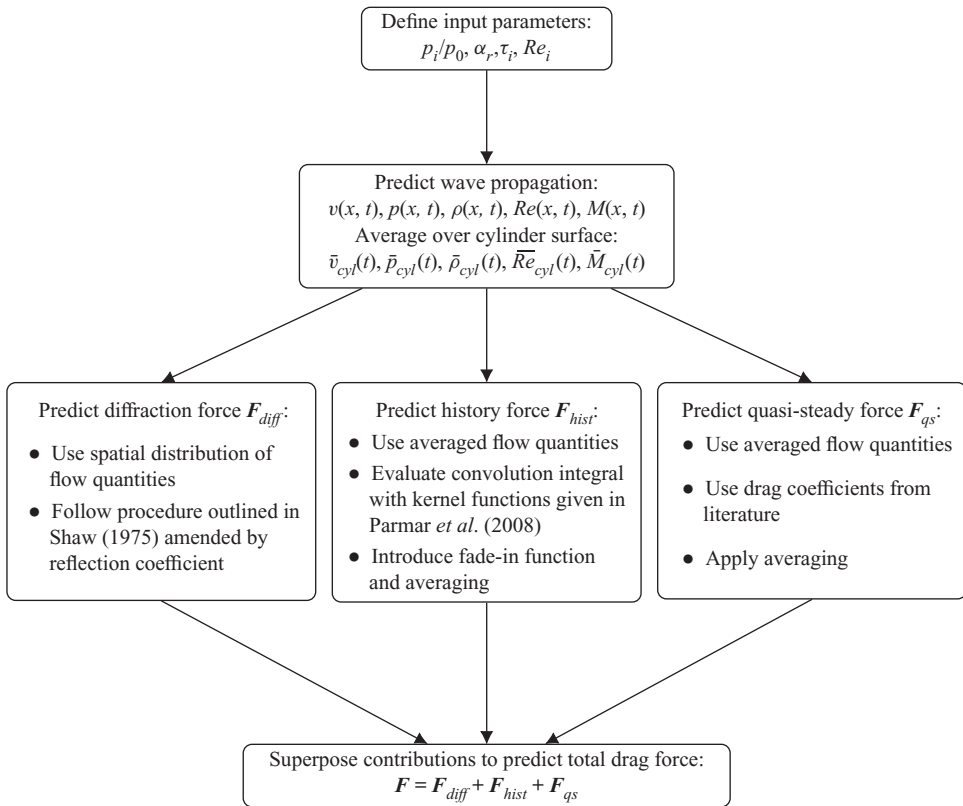 Define input parameters:
p_i/p_0, α_r,τ_i, Re_i
Predict wave propagation:
υ(x, t), p(x, t), ρ(x, t), Re(x, t), M(x, t)
Average over cylinder surface:
ῡ_cyl(t), p̄_cyl(t), ρ̄_cyl(t), R̅e̅_cyl(t), M̄_cyl(t)
Predict diffraction force F_diff:
● Use spatial distribution of
flow quantities
● Follow procedure outlined in
Shaw (1975) amended by
reflection coefficient
Predict history force F_hist:
● Use averaged flow quantities
● Evaluate convolution integral
with kernel functions given in
Parmar et al. (2008)
● Introduce fade-in function
and averaging
Predict quasi-steady force F_qs:
● Use averaged flow quantities
● Use drag coefficients from
literature
● Apply averaging
Superpose contributions to predict total drag force:
F = F_diff + F_hist + F_qs